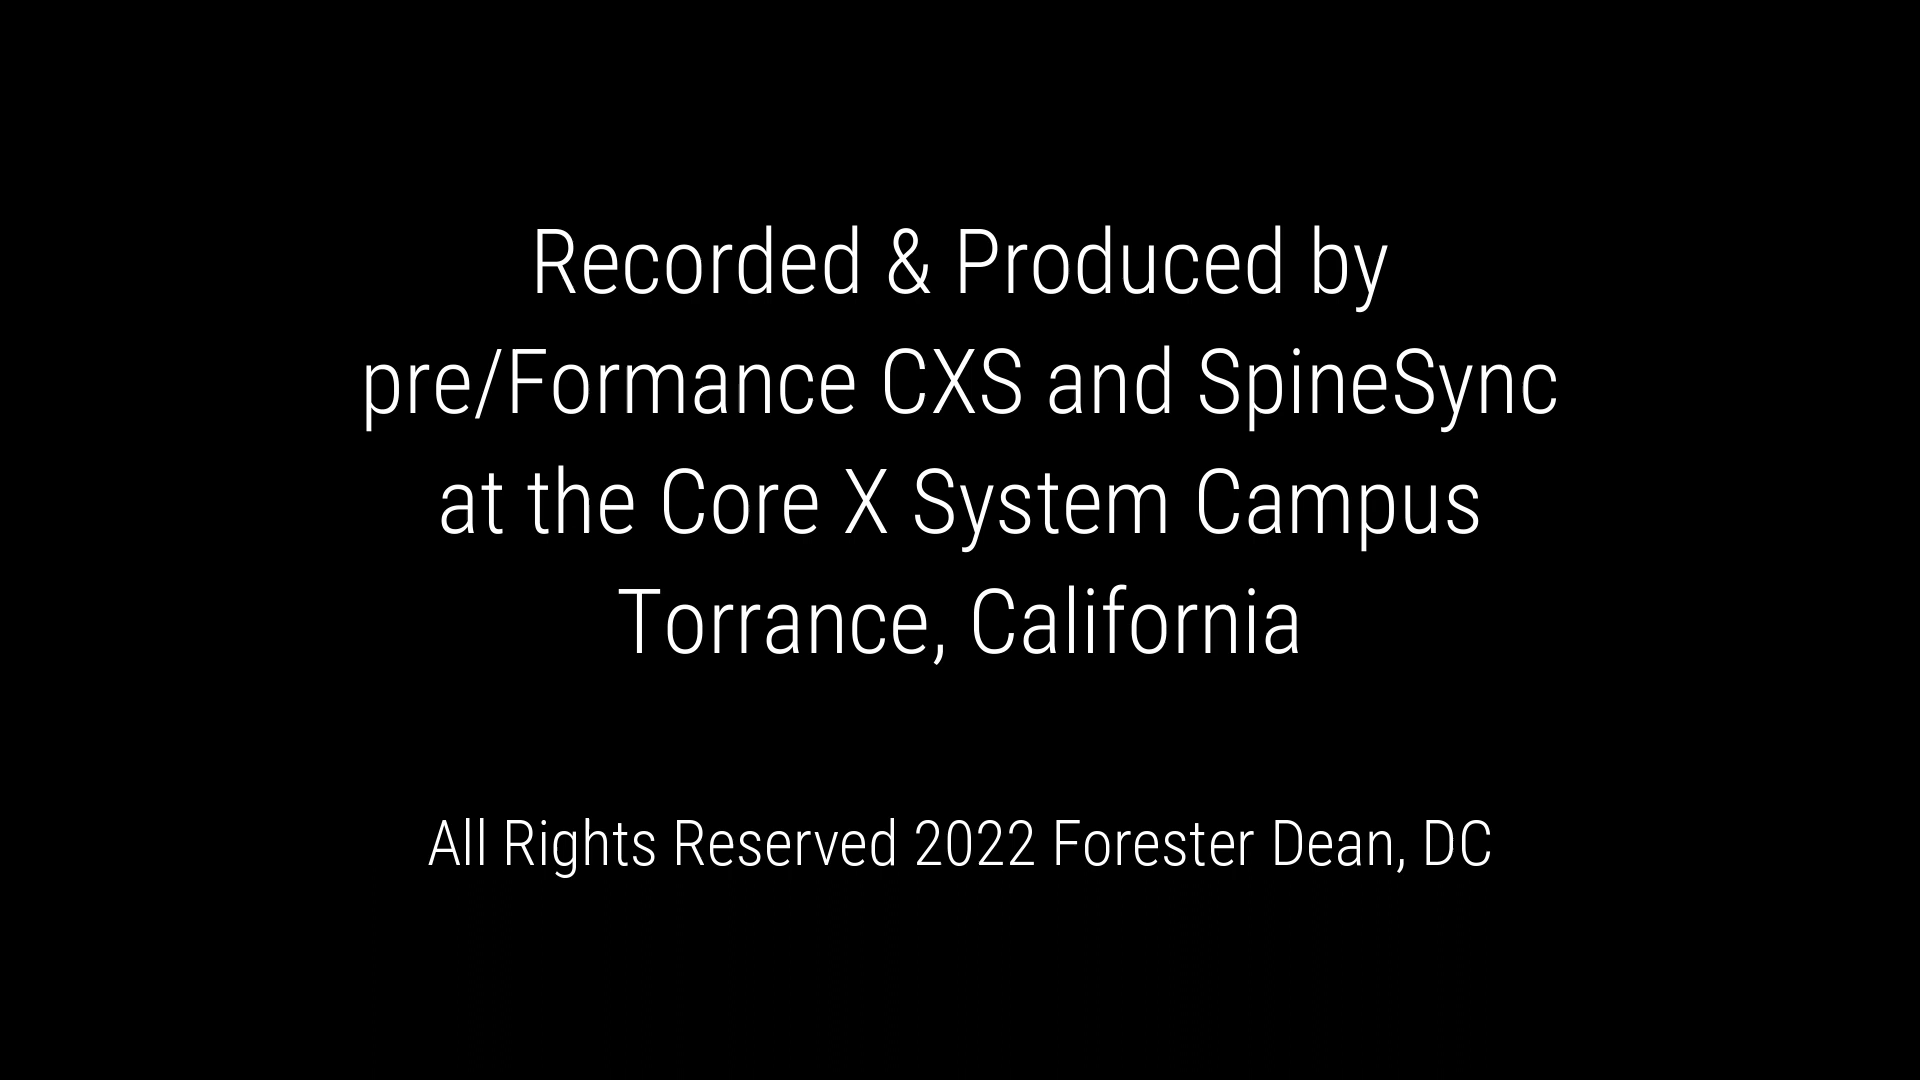 Recorded & Produced by
pre/Formance CXS and SpineSync
at the Core X System Campus
Torrance, California
All Rights Reserved 2022 Forester Dean, DC